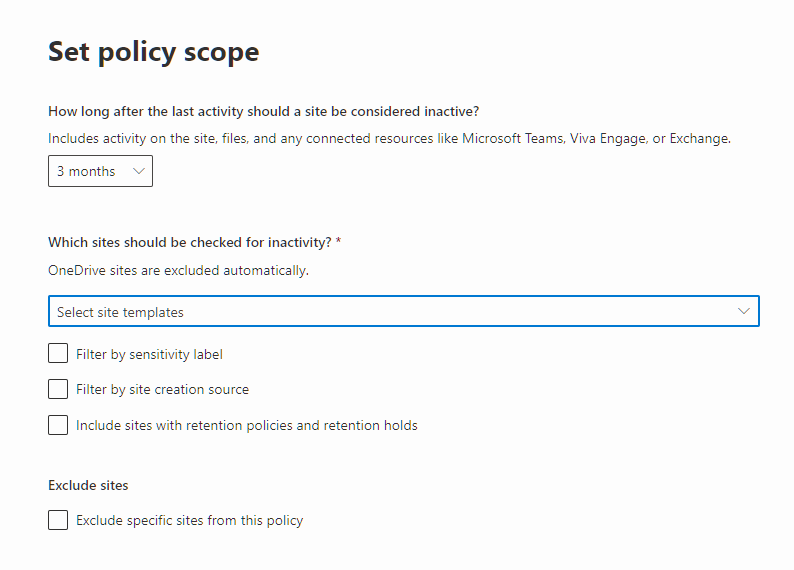 Set policy scope
How long after the last activity should a site be considered inactive?
Includes activity on the site, files, and any connected resources like Microsoft Teams, Viva Engage, or Exchange.
3 months
Which sites should be checked for inactivity? *
OneDrive sites are excluded automatically.
Select site templates
Filter by sensitivity label
Filter by site creation source
Include sites with retention policies and retention holds
Exclude sites
Exclude specific sites from this policy